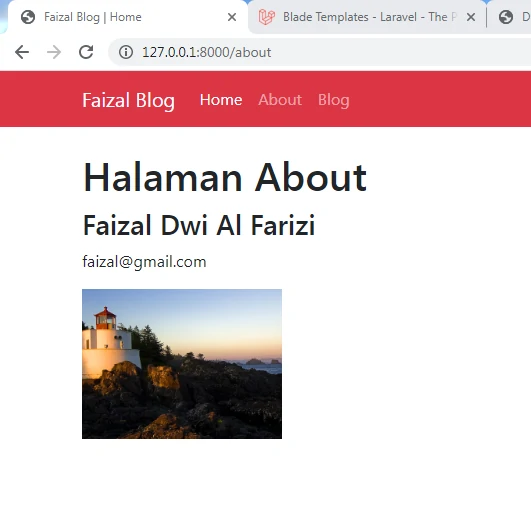 Faizal Blog | Home
Blade Templates - Laravel - The P
D
127.0.0.1:8000/about
Faizal Blog Home About Blog
Halaman About
Faizal Dwi Al Farizi
faizal@gmail.com